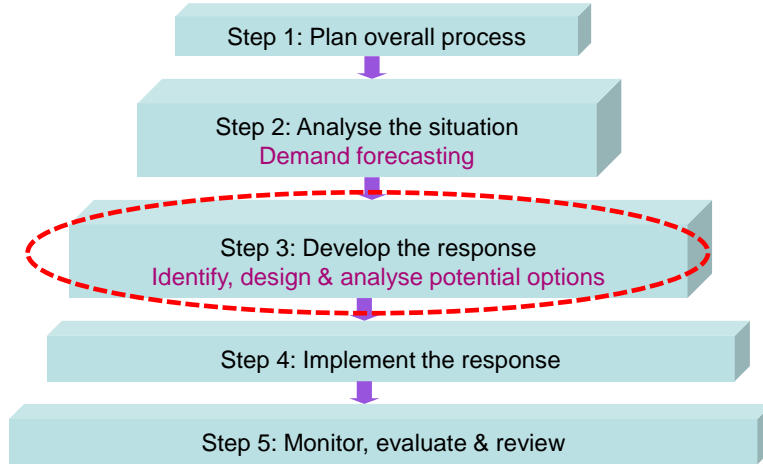 Step 1: Plan overall process
Step 2: Analyse the situation
Demand forecasting
Step 3: Develop the response
Identify, design & analyse potential options
Step 4: Implement the response
Step 5: Monitor, evaluate & review